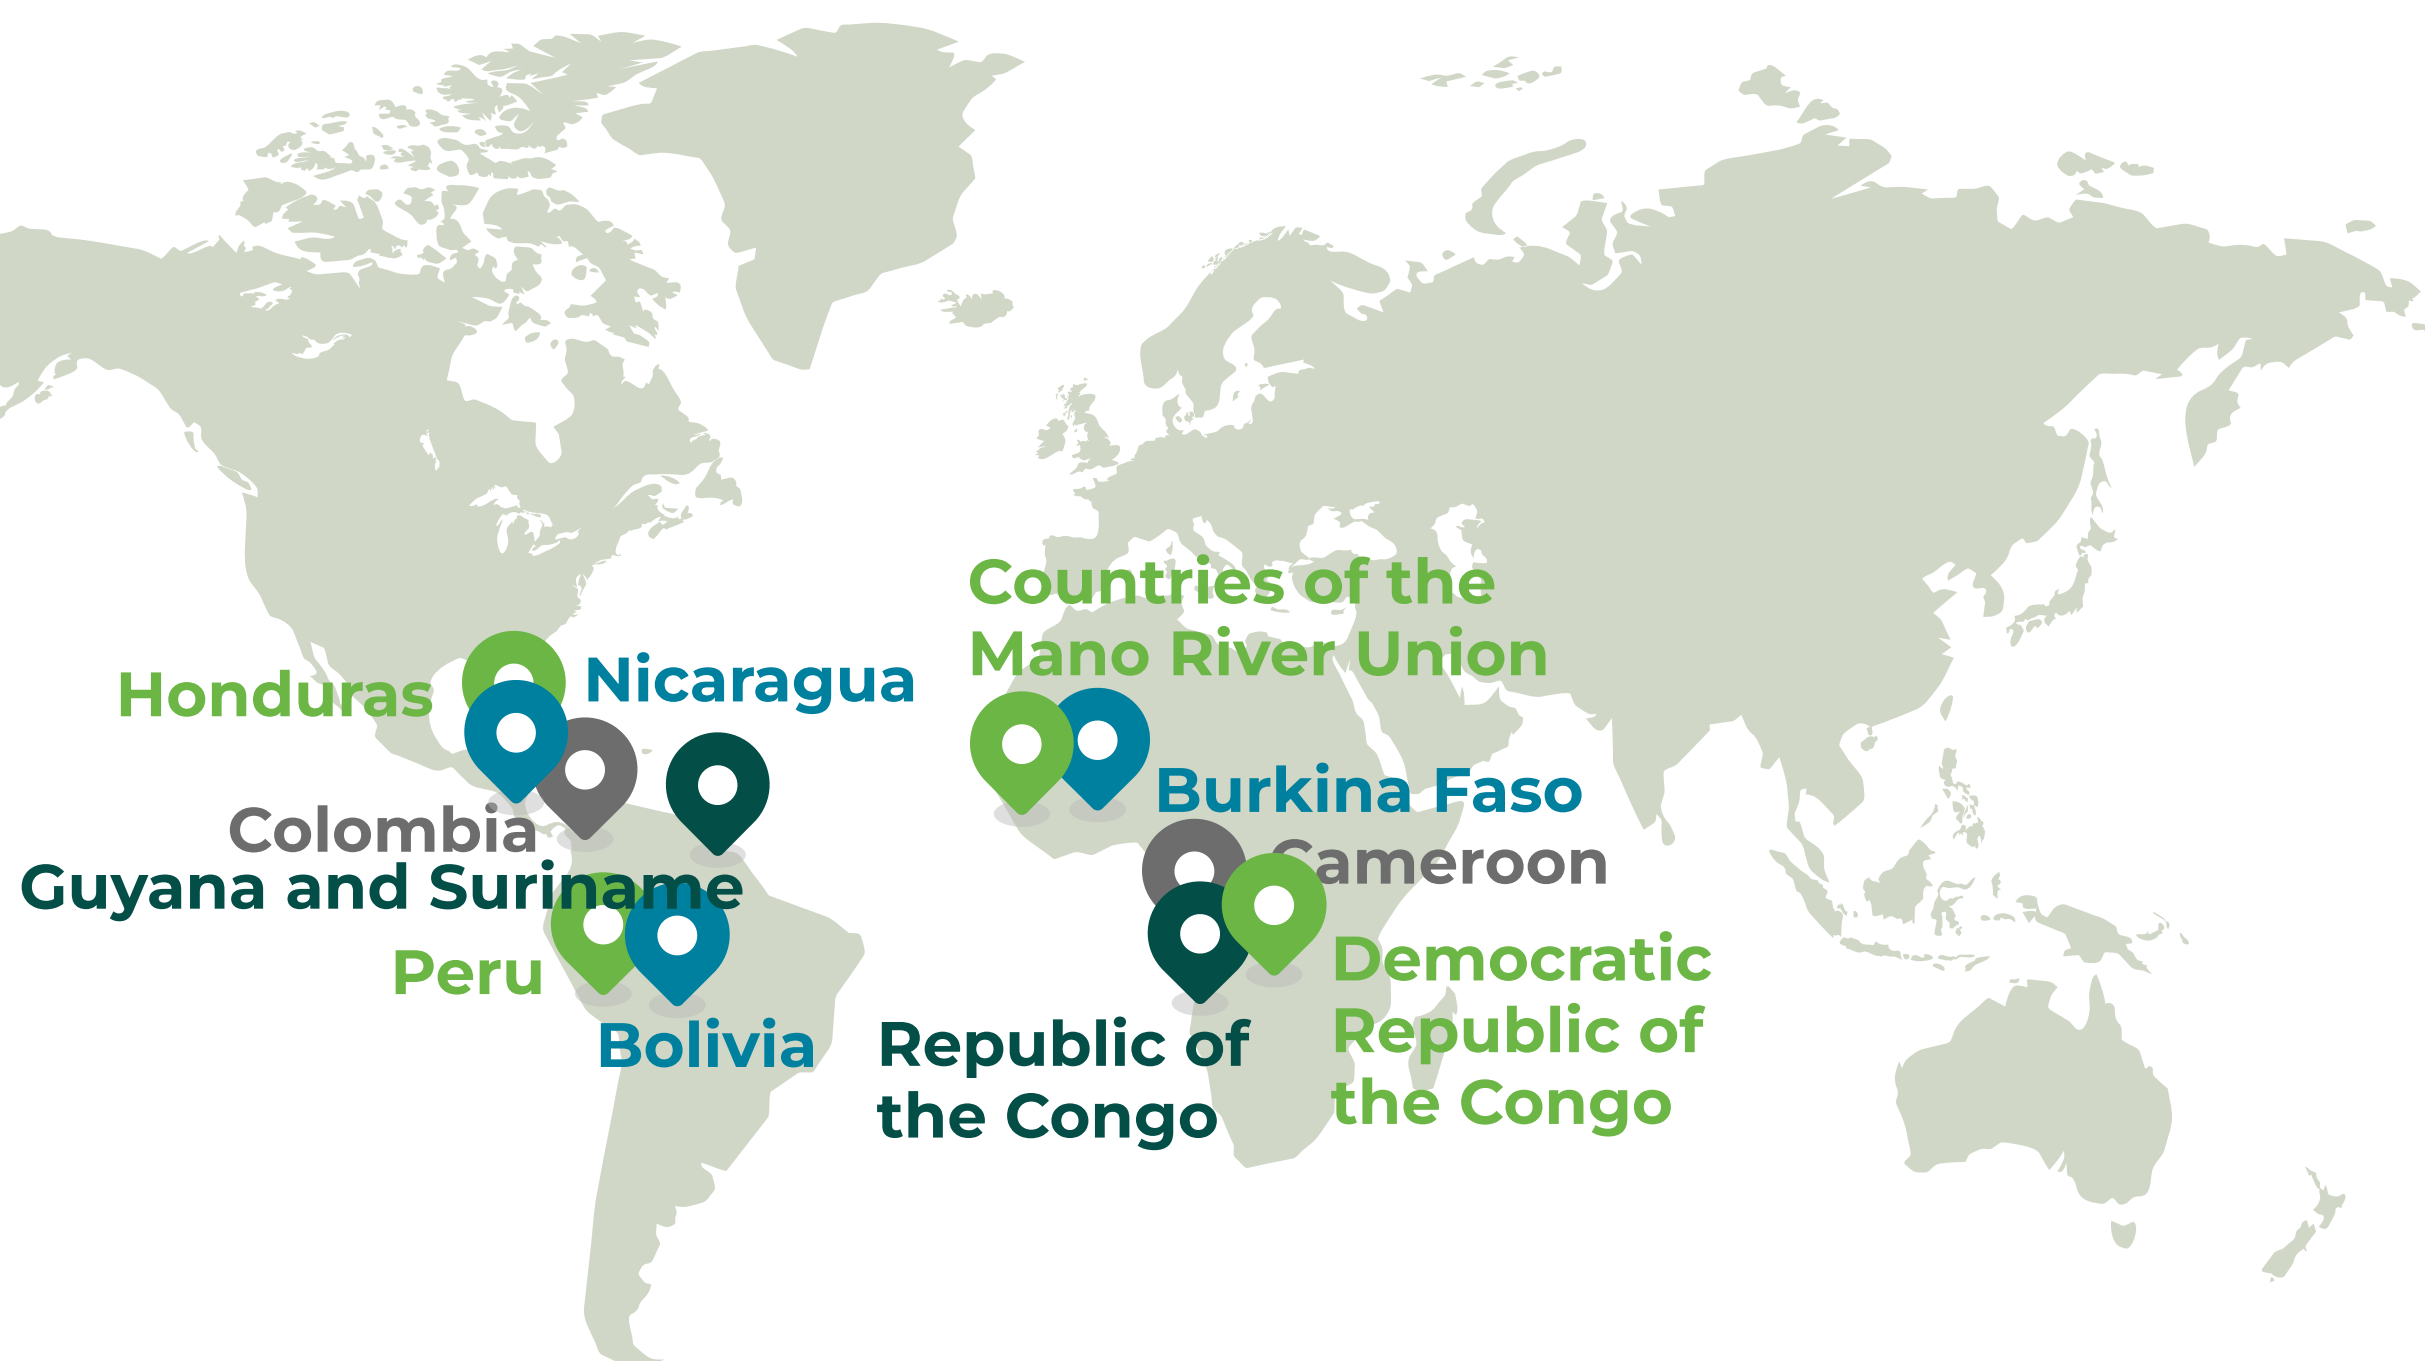 Honduras
Nicaragua
Colombia
Guyana and Suriname
Peru
Bolivia
Countries of the
Mano River Union
Burkina Faso
Cameroon
Republic of
the Congo
Democratic
Republic of
the Congo